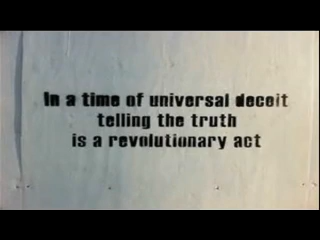 In a time of universal deceit
telling the truth
is a revolutionary act